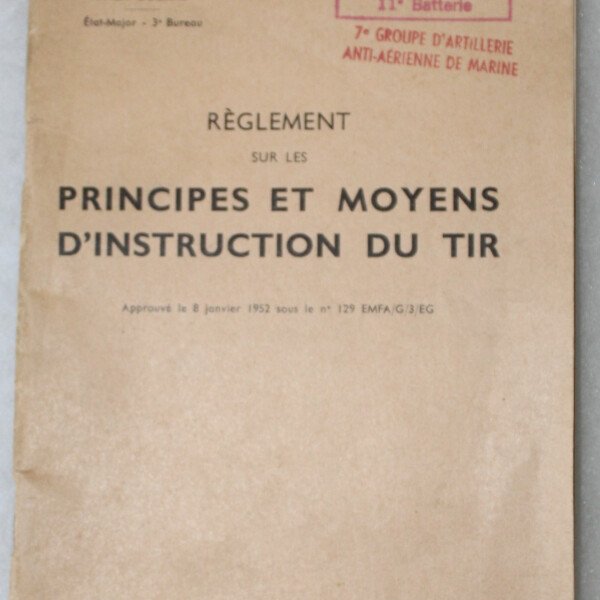 État-Major - 3e Bureau
11e Batterie
7e GROUPE D'ARTILLERIE
ANTI-AÉRIENNE DE MARINE
RÈGLEMENT
SUR LES
PRINCIPES ET MOYENS
D'INSTRUCTION DU TIR
Approuvé le 8 janvier 1952 sous le n° 129 EMFA/G/3/EG